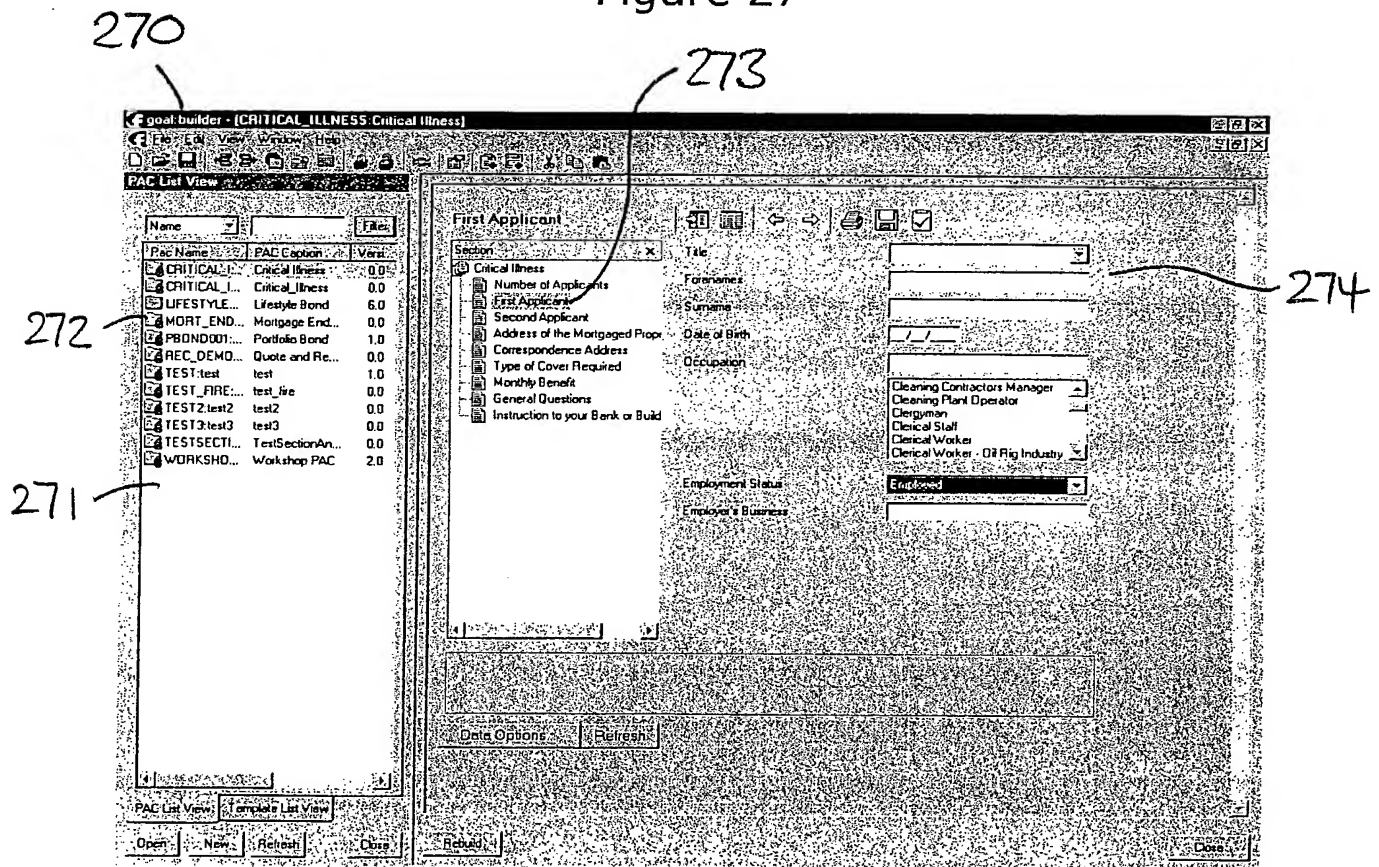 Figure 27
270
273
goal:builder - [CRITICAL_ILLNESS:Critical Illness]
File Edit View Window Help
PAC List View
Name
Filter
Pac Name PAC Caption Versi
CRITICAL_I... Critical Illness 0.0
CRITICAL_I... Critical_Illness 0.0
LIFESTYLE... Lifestyle Bond 6.0
MORT_END... Mortgage End... 0.0
PBOND001:... Portfolio Bond 1.0
REC_DEMO... Quote and Re... 0.0
TEST:test test 1.0
TEST_FIRE:... test_fire 0.0
TEST2:test2 test2 0.0
TEST3:test3 test3 0.0
TESTSECTI... TestSectionAn... 0.0
WORKSHO... Workshop PAC 2.0
272
271
PAC List View Template List View
Open New Refresh Close
First Applicant
Section
Critical Illness
Number of Applicants
First Applicant
Second Applicant
Address of the Mortgaged Prope
Correspondence Address
Type of Cover Required
Monthly Benefit
General Questions
Instruction to your Bank or Build
Title
Forenames
Surname
Date of Birth
__/__/__
Occupation
Cleaning Contractors Manager
Cleaning Plant Operator
Clergyman
Clerical Staff
Clerical Worker
Clerical Worker - Oil Rig Industry
Employment Status
Employed
Employer's Business
274
Data Options Refresh
Rebuild
Close